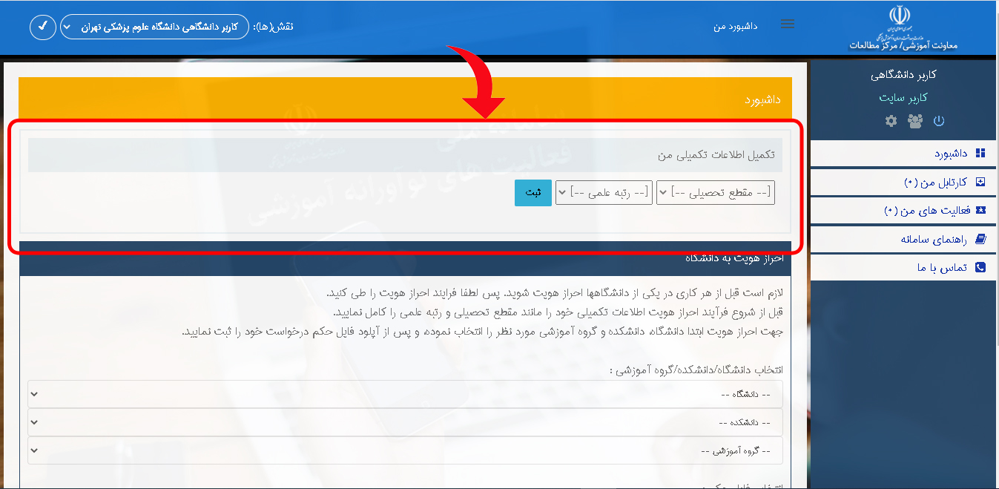 معاونت آموزشی/ مرکز مطالعات
داشبورد من
نقش(ها):
کاربر دانشگاهی دانشگاه علوم پزشکی تهران
کاربر دانشگاهی
کاربر سایت
داشبورد
کارتابل من (۰)
فعالیت های من (۰)
راهنمای سامانه
تماس با ما
داشبورد
تکمیل اطلاعات تکمیلی من
[-- مقطع تحصیلی --]
[-- رتبه علمی --]
ثبت
احراز هویت به دانشگاه
لازم است قبل از هر کاری در یکی از دانشگاهها احراز هویت شوید. پس لطفا فرایند احراز هویت را طی کنید.
قبل از شروع فرآیند احراز هویت اطلاعات تکمیلی خود را مانند مقطع تحصیلی و رتبه علمی را کامل نمایید.
جهت احراز هویت ابتدا دانشگاه، دانشکده و گروه آموزشی مورد نظر را انتخاب نموده، و پس از آپلود فایل حکم درخواست خود را ثبت نمایید.
انتخاب دانشگاه/دانشکده/گروه آموزشی :
-- دانشگاه --
-- دانشکده --
-- گروه آموزشی --